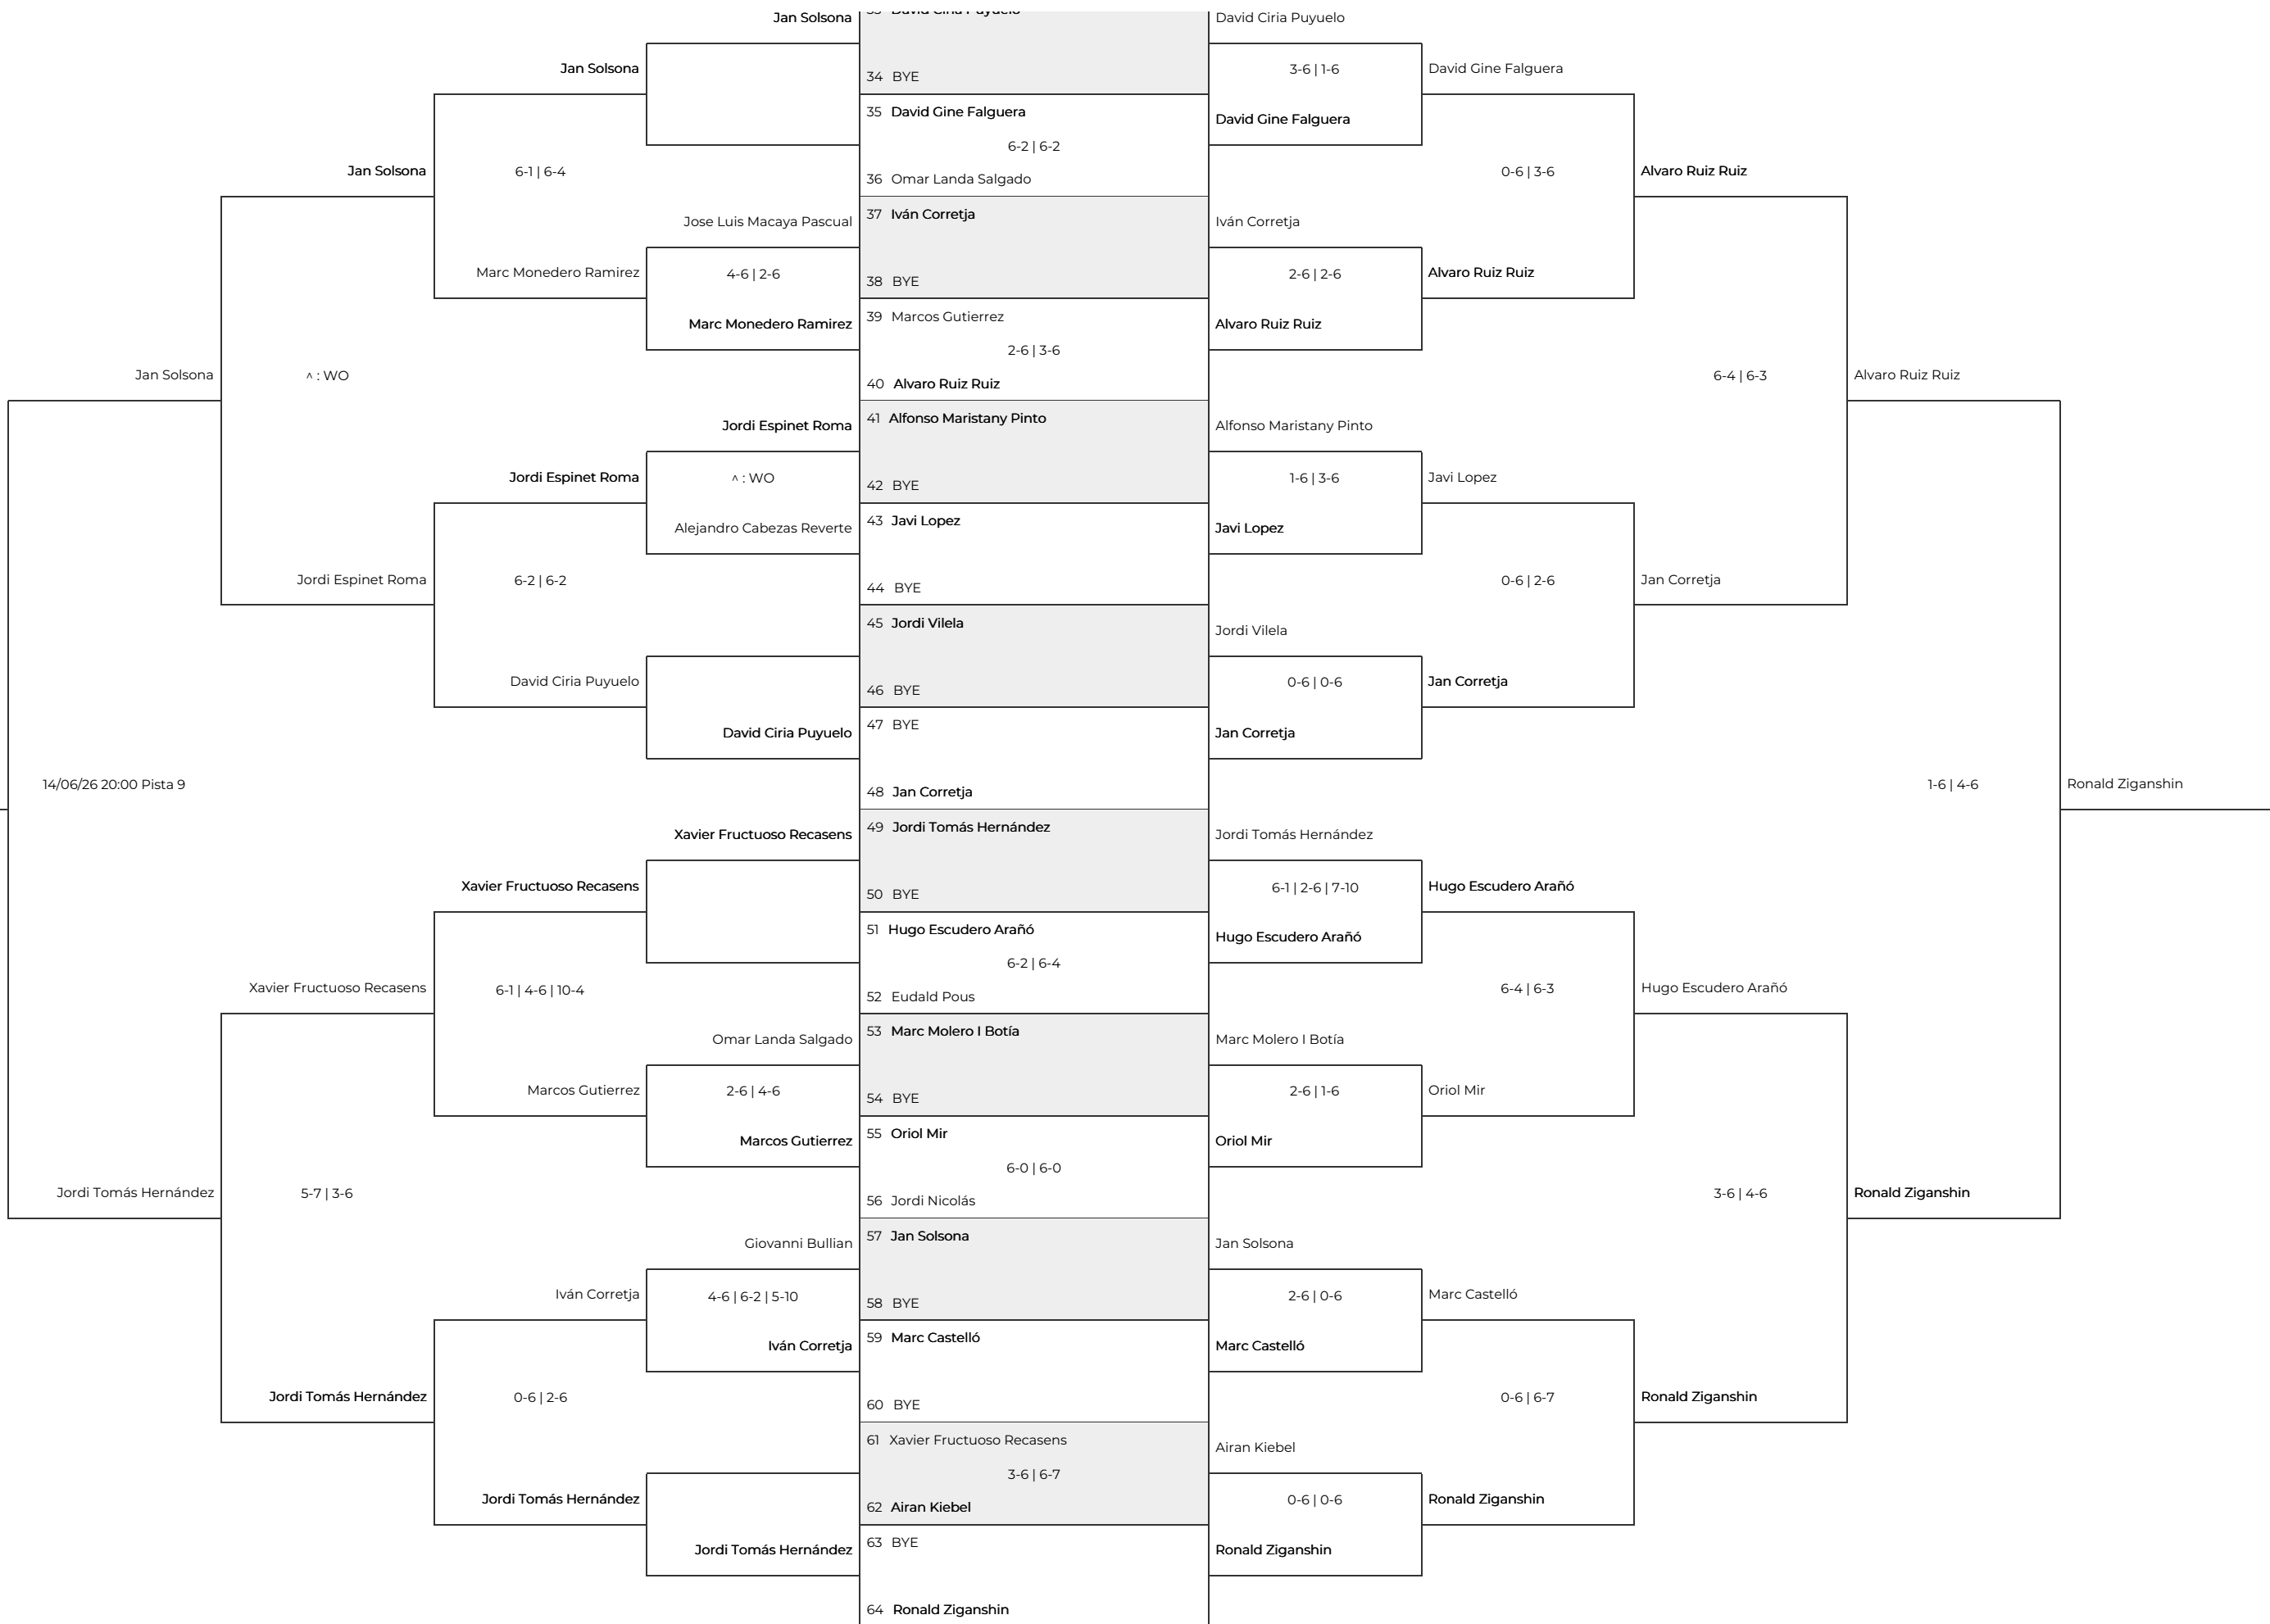 Jan Solsona
David Ciria Puyuelo
Jan Solsona
34 BYE
3-6 | 1-6
David Gine Falguera
35 David Gine Falguera
David Gine Falguera
6-2 | 6-2
Jan Solsona
6-1 | 6-4
36 Omar Landa Salgado
0-6 | 3-6
Alvaro Ruiz Ruiz
Jose Luis Macaya Pascual
37 Iván Corretja
Iván Corretja
Marc Monedero Ramirez
4-6 | 2-6
38 BYE
2-6 | 2-6
Alvaro Ruiz Ruiz
Marc Monedero Ramirez
39 Marcos Gutierrez
Alvaro Ruiz Ruiz
2-6 | 3-6
Jan Solsona
^ : WO
40 Alvaro Ruiz Ruiz
6-4 | 6-3
Alvaro Ruiz Ruiz
Jordi Espinet Roma
41 Alfonso Maristany Pinto
Alfonso Maristany Pinto
Jordi Espinet Roma
^ : WO
42 BYE
1-6 | 3-6
Javi Lopez
Alejandro Cabezas Reverte
43 Javi Lopez
Javi Lopez
Jordi Espinet Roma
6-2 | 6-2
44 BYE
0-6 | 2-6
Jan Corretja
45 Jordi Vilela
Jordi Vilela
David Ciria Puyuelo
46 BYE
0-6 | 0-6
Jan Corretja
David Ciria Puyuelo
47 BYE
Jan Corretja
14/06/26 20:00 Pista 9
48 Jan Corretja
1-6 | 4-6
Ronald Ziganshin
Xavier Fructuoso Recasens
49 Jordi Tomás Hernández
Jordi Tomás Hernández
Xavier Fructuoso Recasens
50 BYE
6-1 | 2-6 | 7-10
Hugo Escudero Arañó
51 Hugo Escudero Arañó
Hugo Escudero Arañó
6-2 | 6-4
Xavier Fructuoso Recasens
6-1 | 4-6 | 10-4
52 Eudald Pous
6-4 | 6-3
Hugo Escudero Arañó
Omar Landa Salgado
53 Marc Molero I Botía
Marc Molero I Botía
Marcos Gutierrez
2-6 | 4-6
54 BYE
2-6 | 1-6
Oriol Mir
Marcos Gutierrez
55 Oriol Mir
Oriol Mir
6-0 | 6-0
Jordi Tomás Hernández
5-7 | 3-6
56 Jordi Nicolás
3-6 | 4-6
Ronald Ziganshin
Giovanni Bullian
57 Jan Solsona
Jan Solsona
Iván Corretja
4-6 | 6-2 | 5-10
58 BYE
2-6 | 0-6
Marc Castelló
Iván Corretja
59 Marc Castelló
Marc Castelló
Jordi Tomás Hernández
0-6 | 2-6
60 BYE
0-6 | 6-7
Ronald Ziganshin
61 Xavier Fructuoso Recasens
Airan Kiebel
3-6 | 6-7
Jordi Tomás Hernández
62 Airan Kiebel
0-6 | 0-6
Ronald Ziganshin
Jordi Tomás Hernández
63 BYE
Ronald Ziganshin
64 Ronald Ziganshin